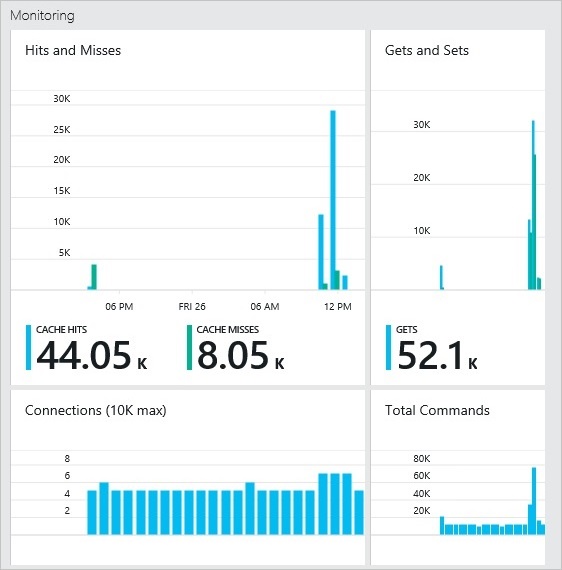 Monitoring
Hits and Misses
30K
25K
20K
15K
10K
5K
06 PM
FRI 26
06 AM
12 PM
CACHE HITS
44.05 K
CACHE MISSES
8.05 K
Gets and Sets
30K
20K
10K
GETS
52.1 K
Connections (10K max)
8
6
4
2
Total Commands
80K
60K
40K
20K